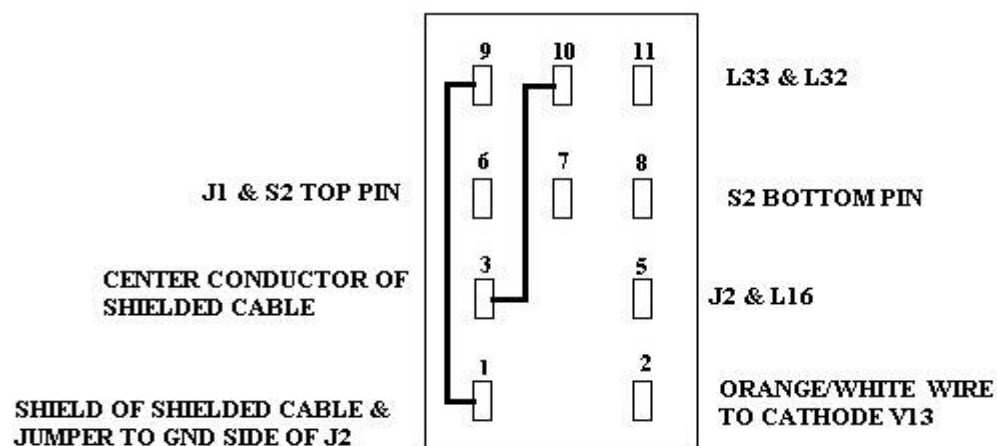 9 10 11
L33 & L32
6 7 8
J1 & S2 TOP PIN
S2 BOTTOM PIN
3 5
CENTER CONDUCTOR OF
SHIELDED CABLE
J2 & L16
1 2
SHIELD OF SHIELDED CABLE &
JUMPER TO GND SIDE OF J2
ORANGE/WHITE WIRE
TO CATHODE V13